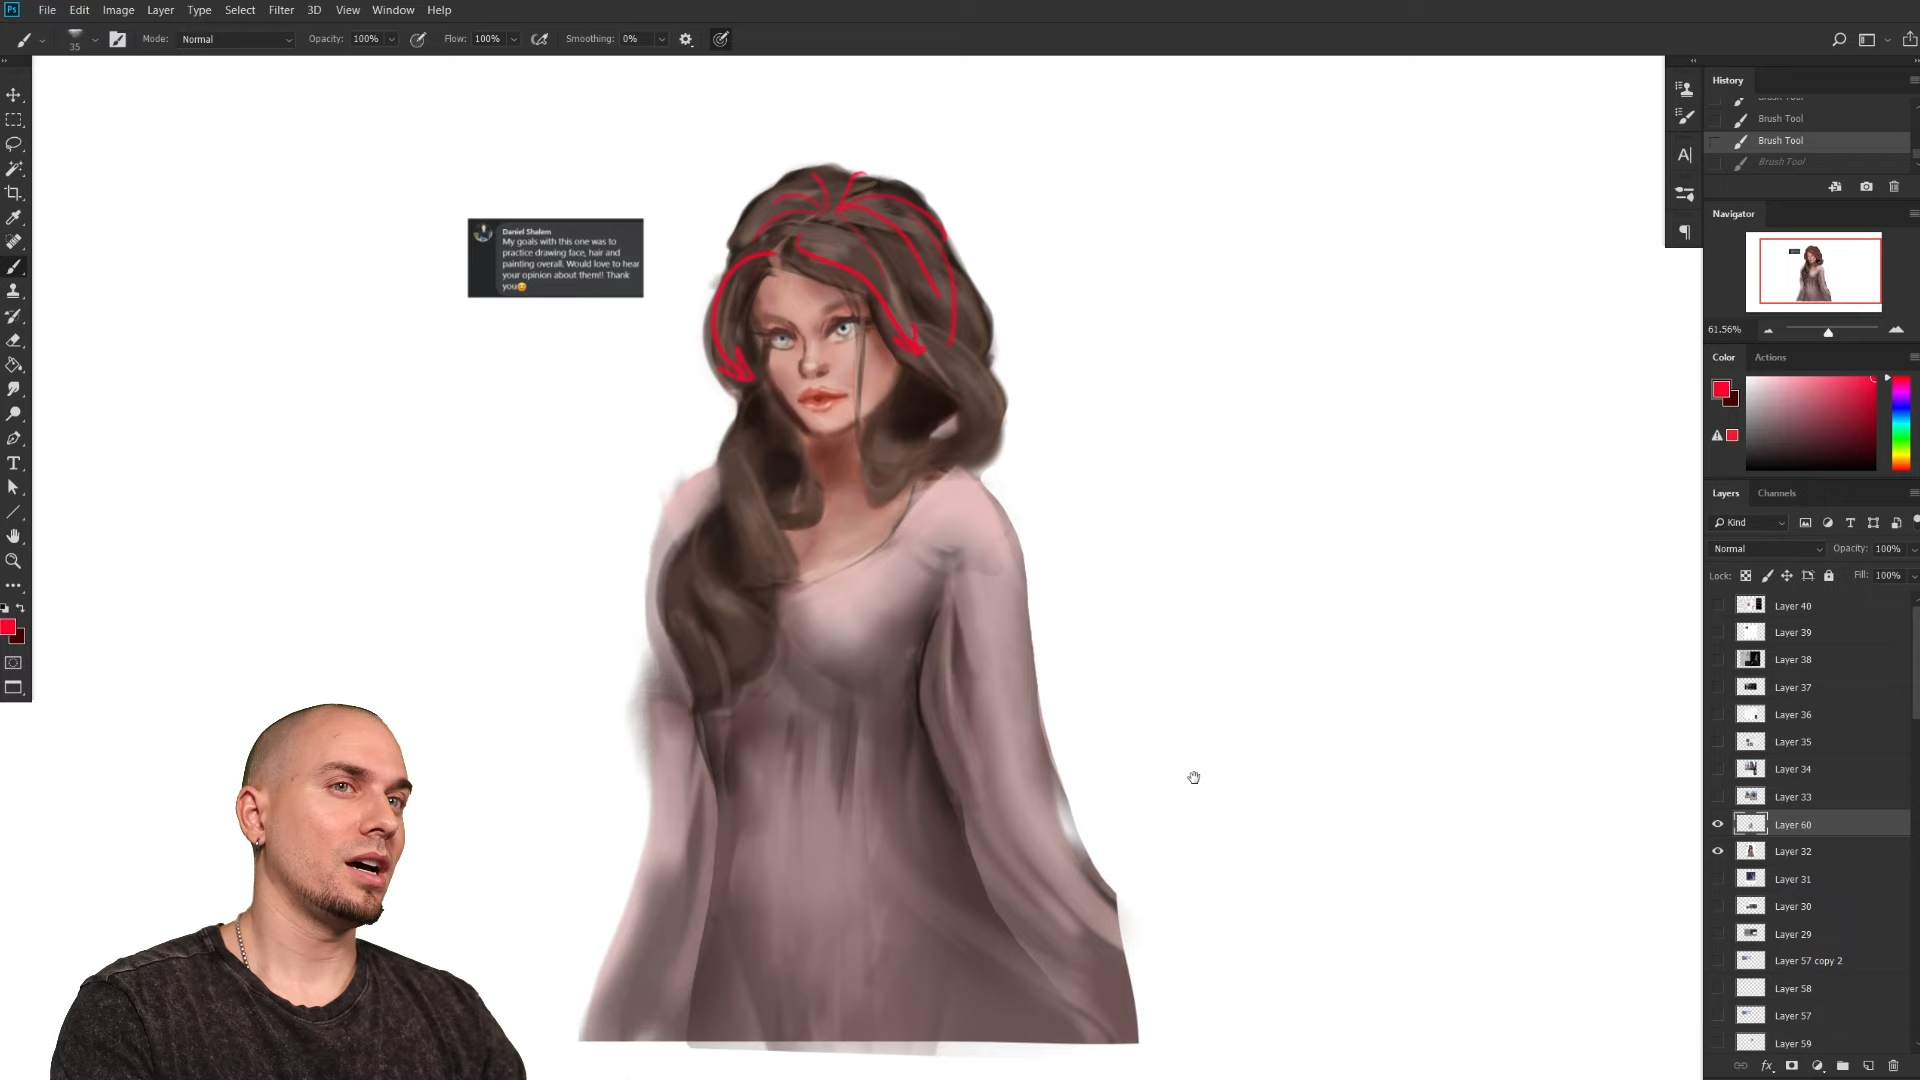 Ps File Edit Image Layer Type Select Filter 3D View Window Help
35 Mode: Normal Opacity: 100% Flow: 100% Smoothing: 0%
History
Brush Tool
Brush Tool
Brush Tool
Brush Tool
Navigator
61.56%
Color Actions
Layers Channels
Kind
Normal Opacity: 100%
Lock: Fill: 100%
Layer 40
Layer 39
Layer 38
Layer 37
Layer 36
Layer 35
Layer 34
Layer 33
Layer 60
Layer 32
Layer 31
Layer 30
Layer 29
Layer 57 copy 2
Layer 58
Layer 57
Layer 59
fx
Daniel Shalem
My goals with this one was to
practice drawing face, hair and
painting overall. Would love to hear
your opinion about them!! Thank
you😊